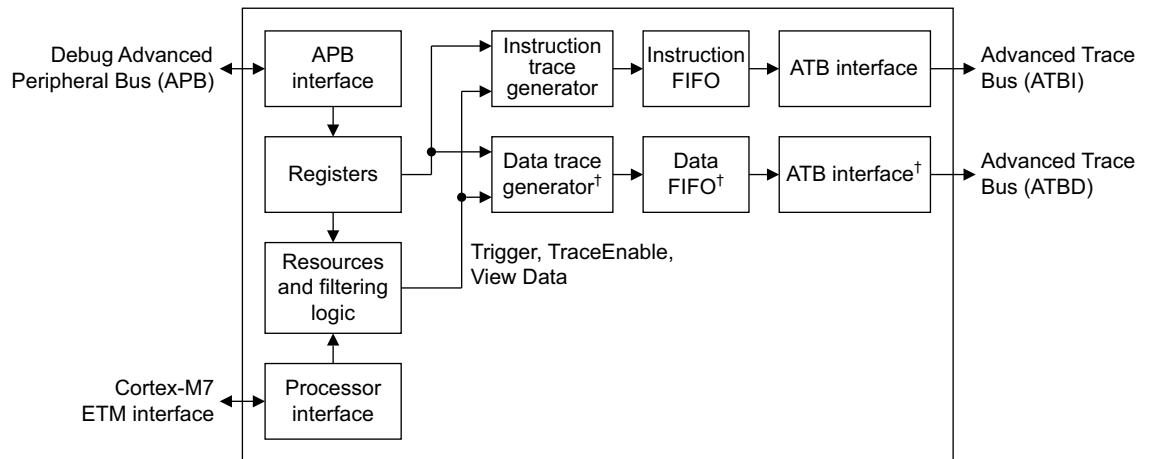 Debug Advanced
Peripheral Bus (APB)
APB
interface
Instruction
trace
generator
Instruction
FIFO
ATB interface
Advanced Trace
Bus (ATBI)
Registers
Data trace
generator†
Data
FIFO†
ATB interface†
Advanced Trace
Bus (ATBD)
Resources
and filtering
logic
Trigger, TraceEnable,
View Data
Cortex-M7
ETM interface
Processor
interface